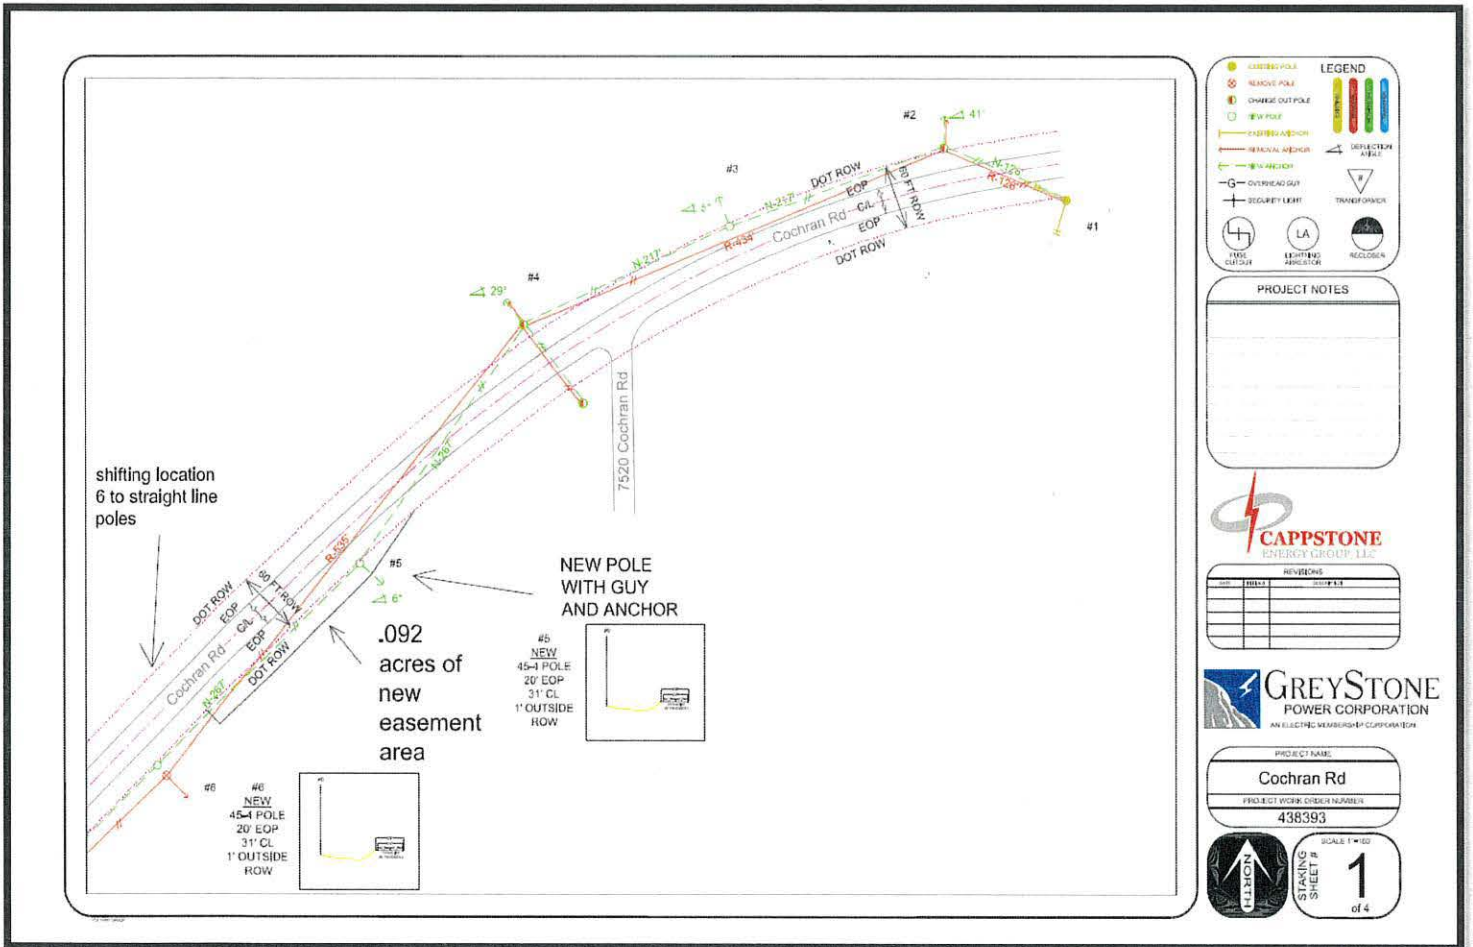 #2
41'
#3
DOT ROW
EOP
C/L
EOP
DOT ROW
60 FT ROW
Cochran Rd
N-217'
N-217'
R-434'
#1
#4
29°
7520 Cochran Rd
N-267'
R-535'
shifting location
6 to straight line
poles
#5
6°
NEW POLE
WITH GUY
AND ANCHOR
.092
acres of
new
easement
area
#5
NEW
45-4 POLE
20' EOP
31' CL
1' OUTSIDE
ROW
DOT ROW
EOP
C/L
EOP
DOT ROW
60 FT ROW
Cochran Rd
N-267'
#6
#6
NEW
45-4 POLE
20' EOP
31' CL
1' OUTSIDE
ROW
LEGEND
EXISTING POLE
REMOVE POLE
CHANGE OUT POLE
NEW POLE
EXISTING ANCHOR
REMOVAL ANCHOR
NEW ANCHOR
G OVERHEAD GUY
SECURITY LIGHT
DEFLECTION
ANGLE
#
TRANSFORMER
FUSE
CUTOUT
LA
LIGHTNING
ARRESTOR
RECLOSER
PROJECT NOTES
CAPPSTONE
ENERGY GROUP, LLC
REVISIONS
GREYSTONE
POWER CORPORATION
AN ELECTRIC MEMBERSHIP CORPORATION
PROJECT NAME
Cochran Rd
PROJECT WORK ORDER NUMBER
438393
NORTH
STAKING
SHEET #
1
of 4